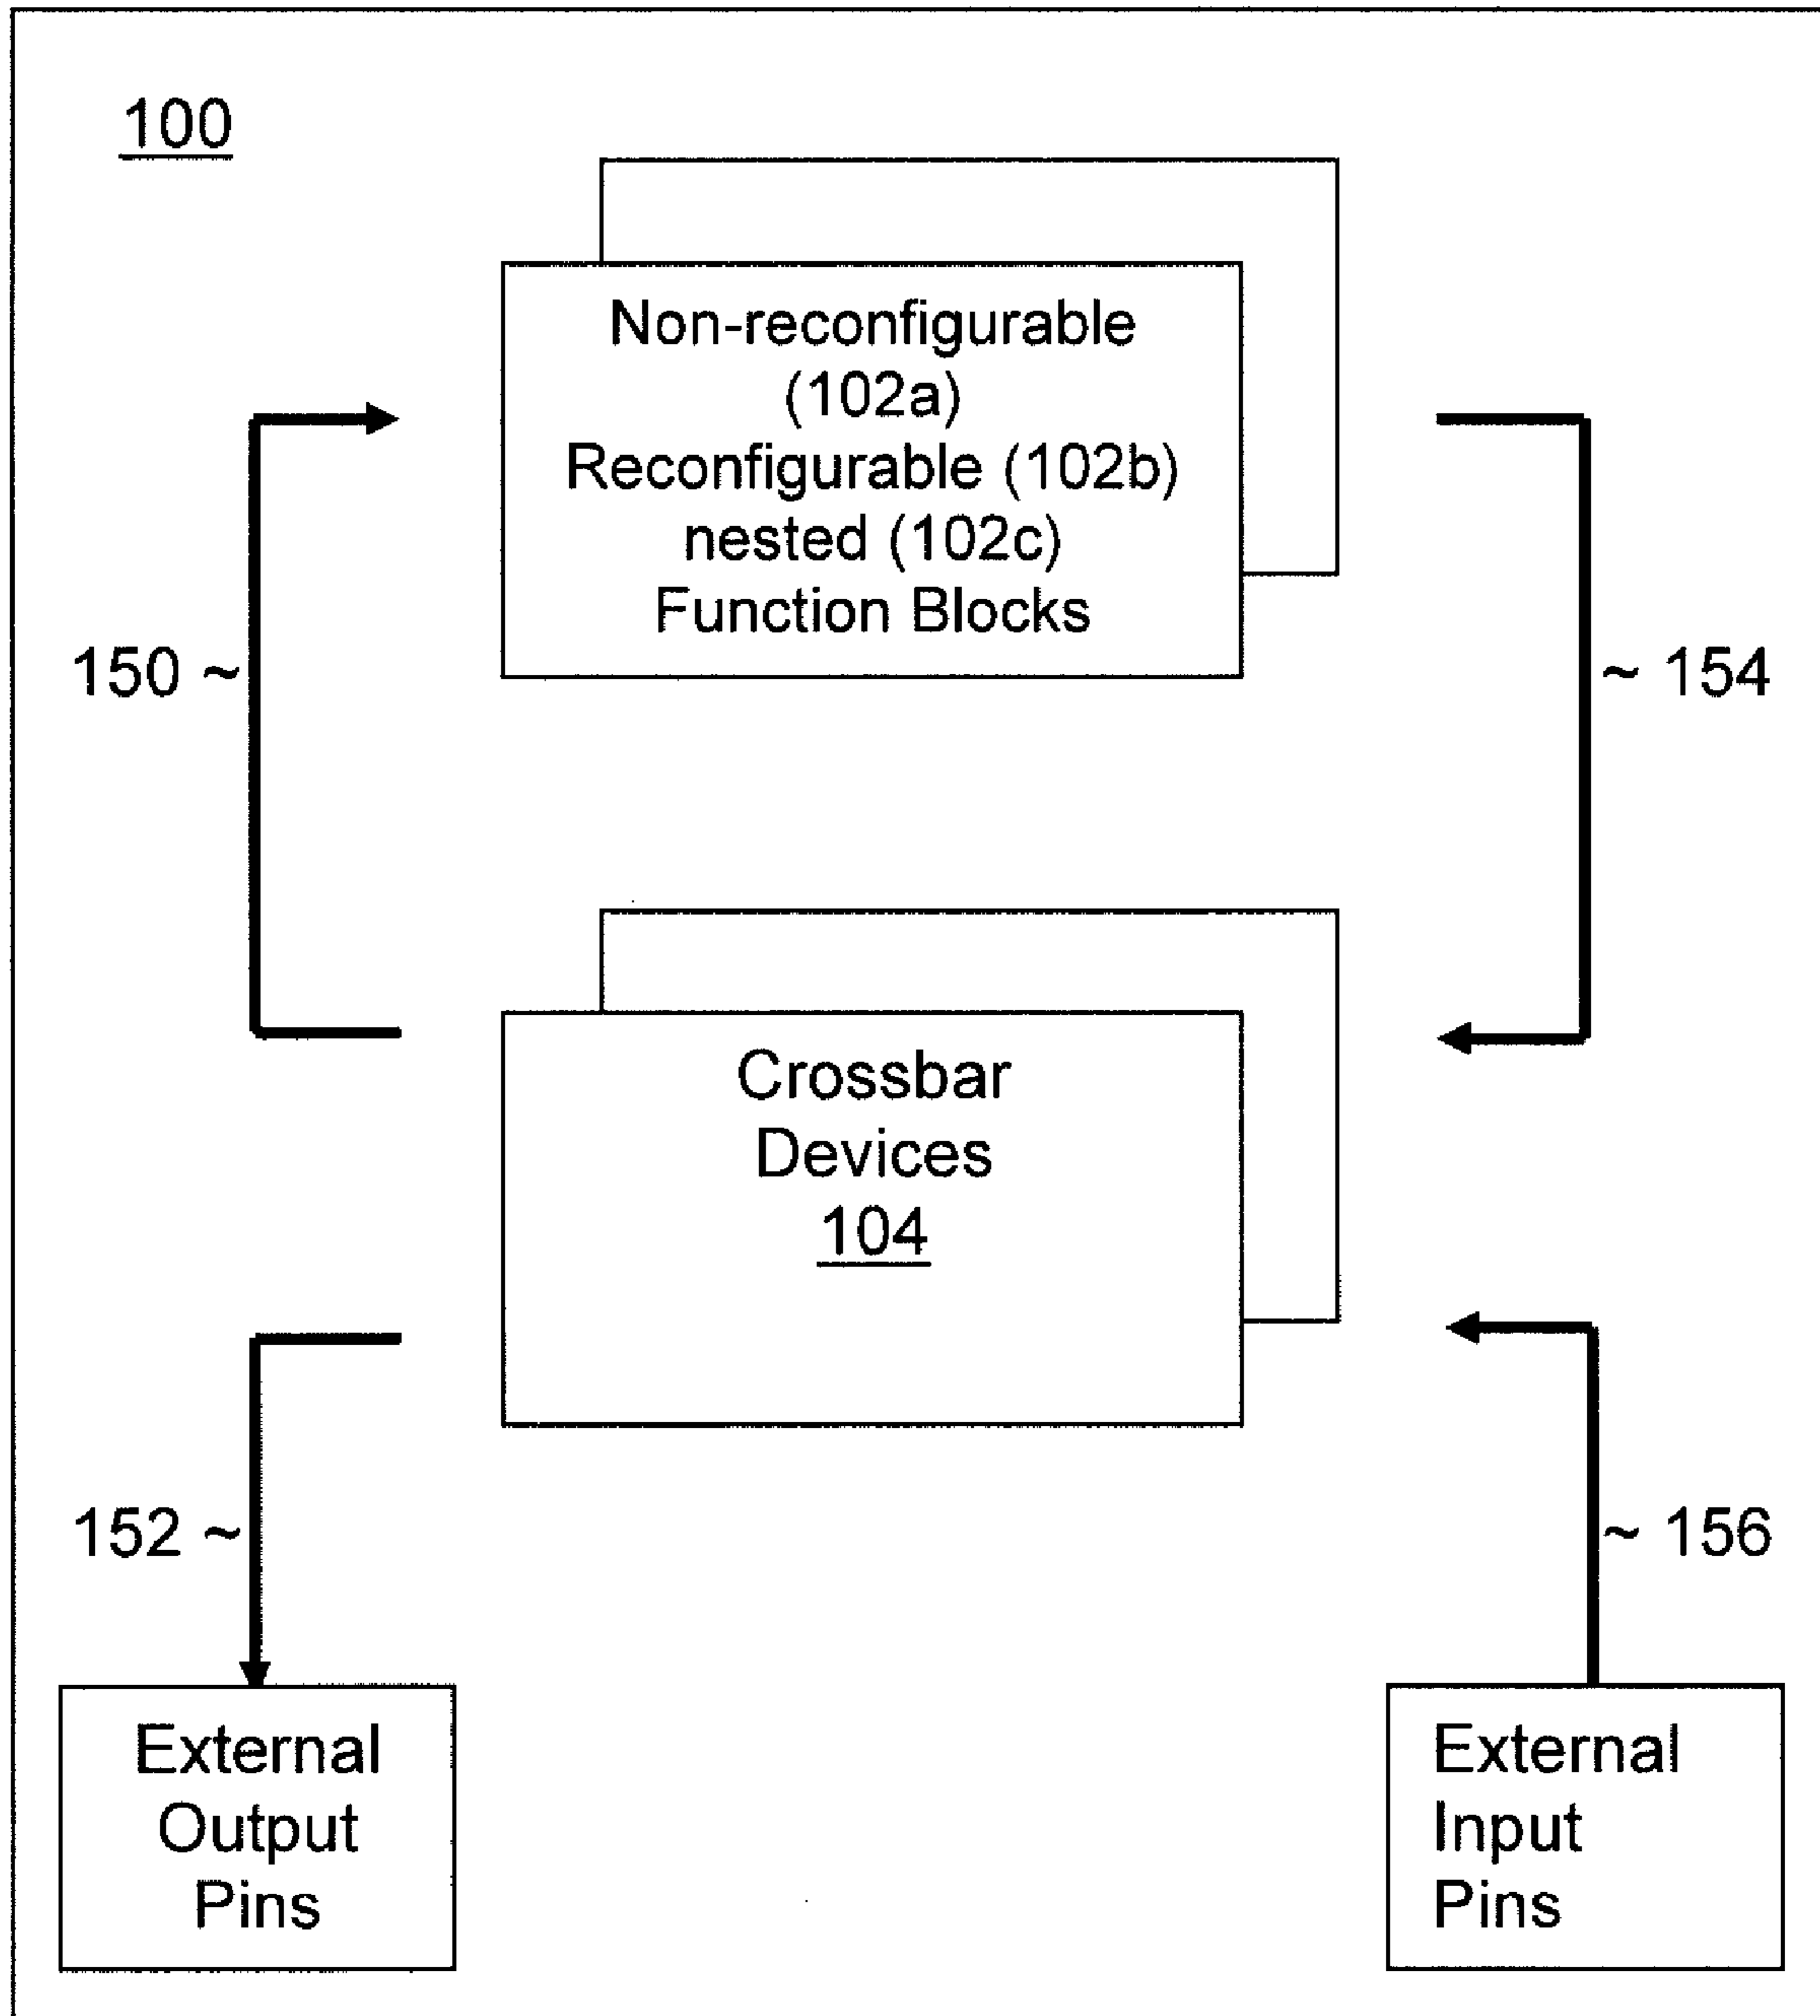 100
Non-reconfigurable
(102a)
Reconfigurable (102b)
nested (102c)
Function Blocks
150 ~
~ 154
Crossbar
Devices
104
152 ~
~ 156
External
Output
Pins
External
Input
Pins